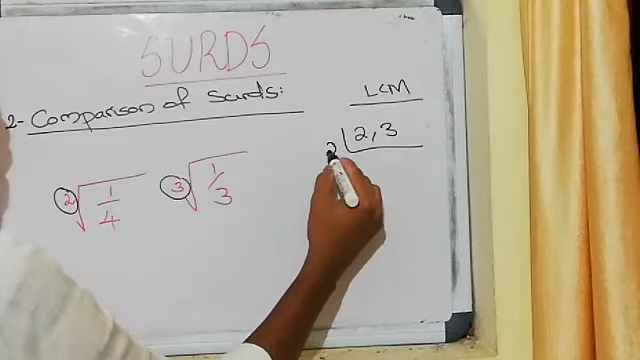 SURDS
2- Comparison of Surds:
LCM
2 | 2, 3
²√(1/4) ³√(1/3)